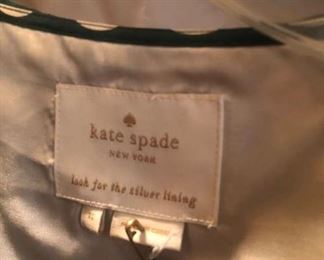 kate spade
NEW YORK
look for the silver lining